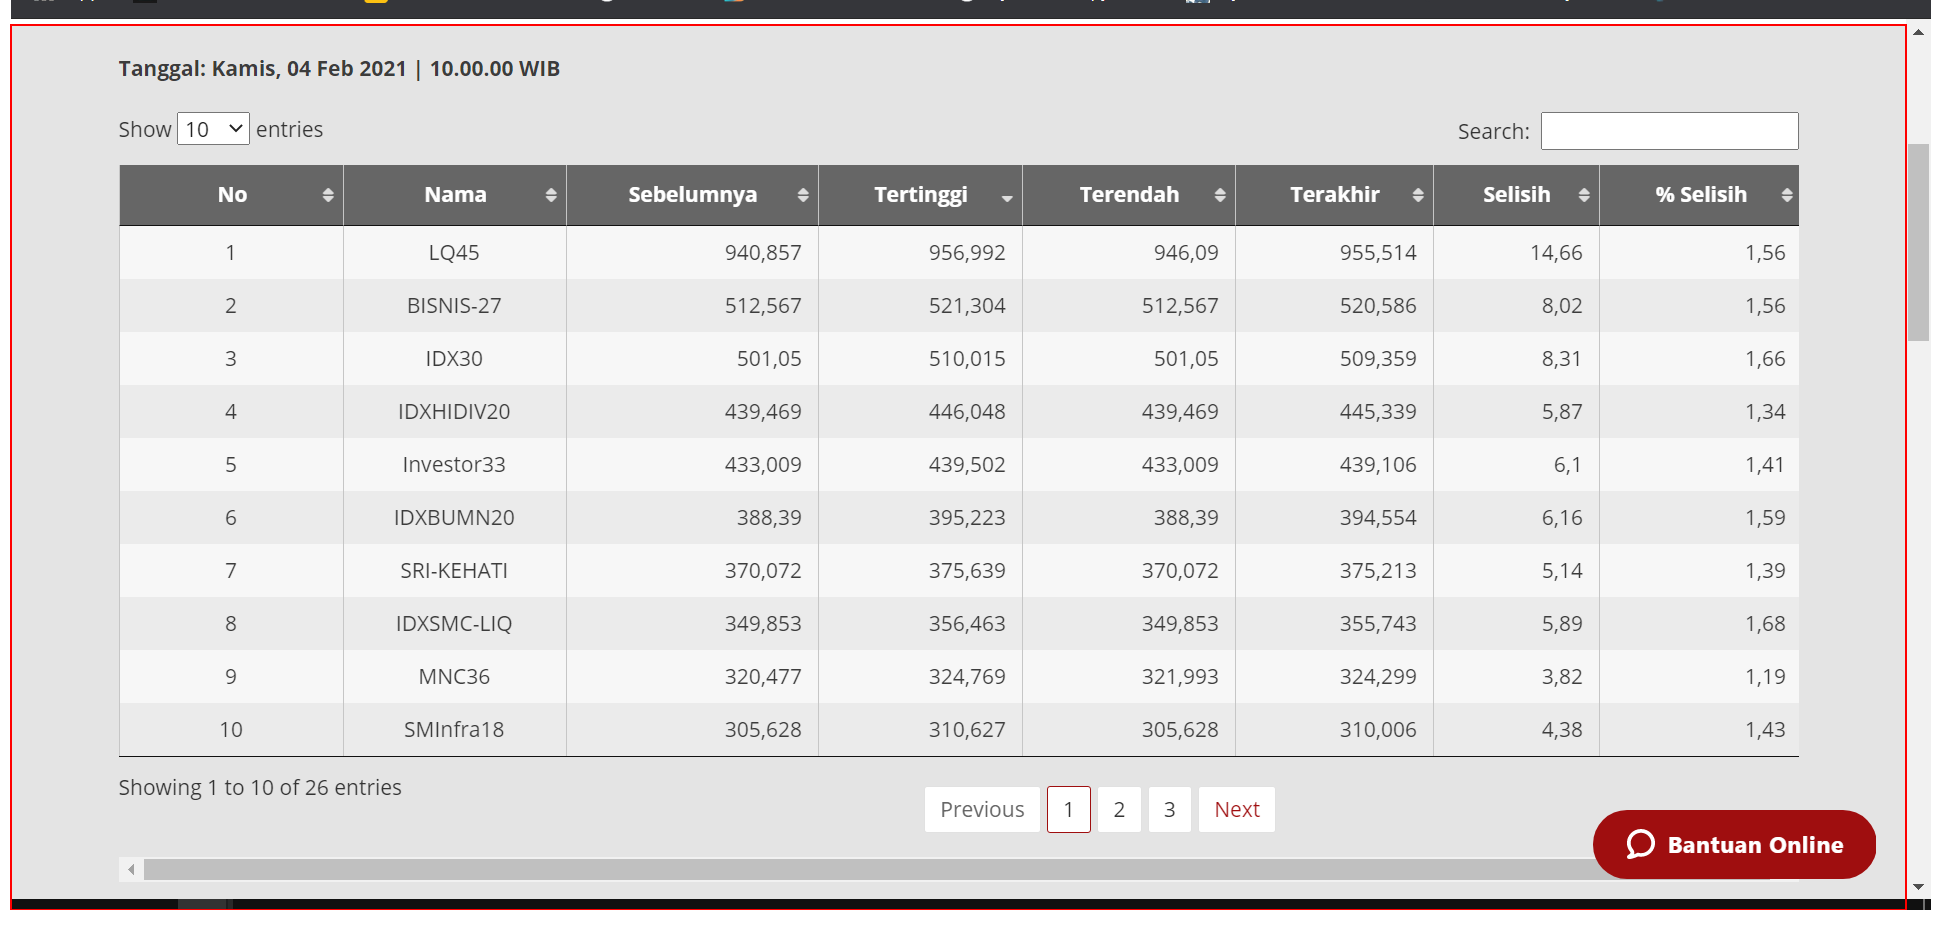 Tanggal: Kamis, 04 Feb 2021 | 10.00.00 WIB
Show 10 entries
Search:
No Nama Sebelumnya Tertinggi Terendah Terakhir Selisih % Selisih
1 LQ45 940,857 956,992 946,09 955,514 14,66 1,56
2 BISNIS-27 512,567 521,304 512,567 520,586 8,02 1,56
3 IDX30 501,05 510,015 501,05 509,359 8,31 1,66
4 IDXHIDIV20 439,469 446,048 439,469 445,339 5,87 1,34
5 Investor33 433,009 439,502 433,009 439,106 6,1 1,41
6 IDXBUMN20 388,39 395,223 388,39 394,554 6,16 1,59
7 SRI-KEHATI 370,072 375,639 370,072 375,213 5,14 1,39
8 IDXSMC-LIQ 349,853 356,463 349,853 355,743 5,89 1,68
9 MNC36 320,477 324,769 321,993 324,299 3,82 1,19
10 SMInfra18 305,628 310,627 305,628 310,006 4,38 1,43
Showing 1 to 10 of 26 entries
Previous 1 2 3 Next
Bantuan Online